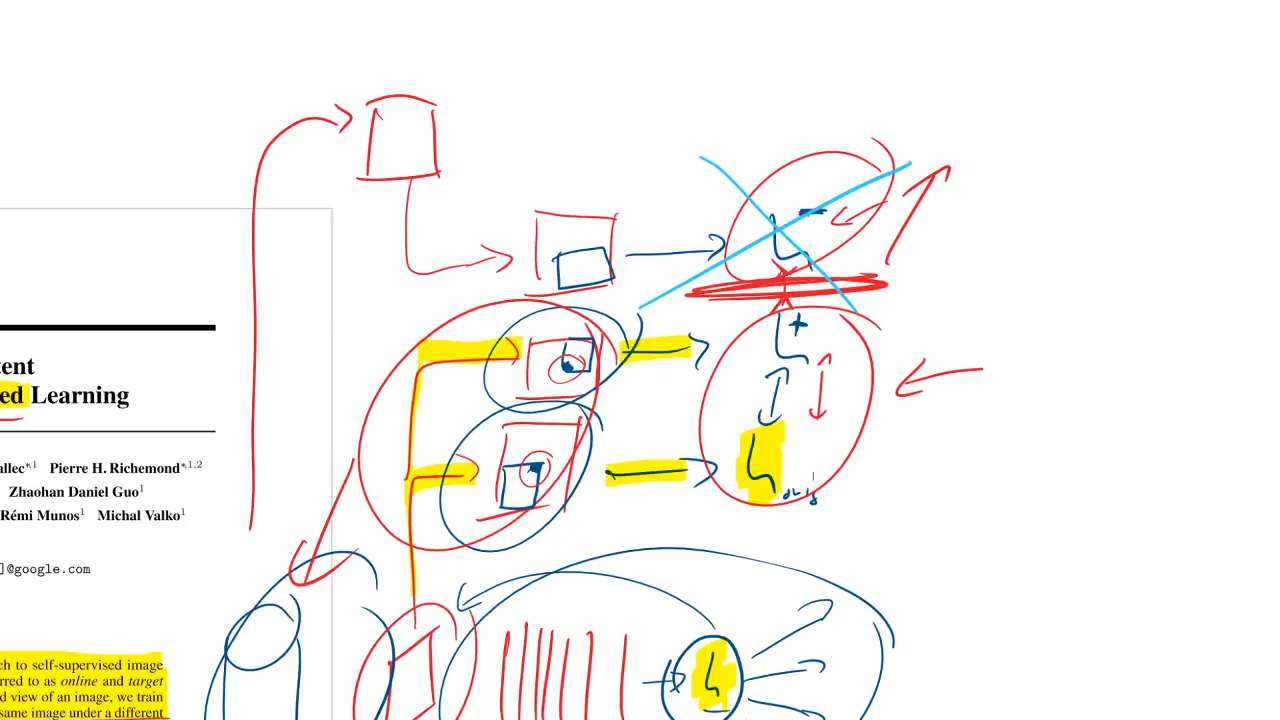 tent
ed Learning
allec*,1 Pierre H. Richemond*,1,2
Zhaohan Daniel Guo1
Rémi Munos1 Michal Valko1
]@google.com
ch to self-supervised image
rred to as online and target
d view of an image, we train
same image under a different
h -
h +
h
h